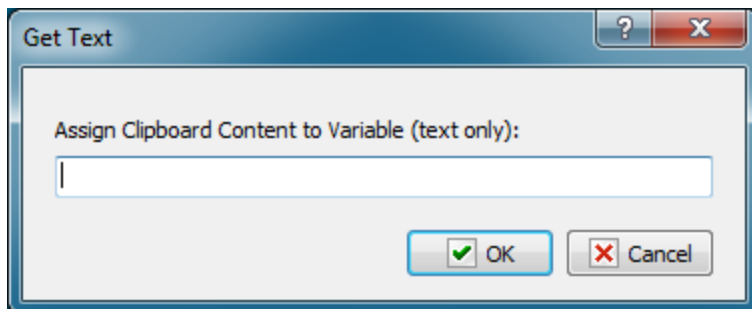 Get Text
?
Assign Clipboard Content to Variable (text only):
OK Cancel